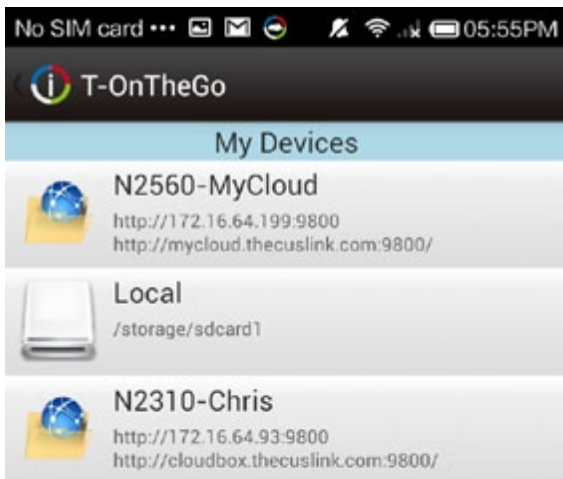 No SIM card ••• 05:55PM
T-OnTheGo
My Devices
N2560-MyCloud
http://172.16.64.199:9800
http://mycloud.thecuslink.com:9800/
Local
/storage/sdcard1
N2310-Chris
http://172.16.64.93:9800
http://cloudbox.thecuslink.com:9800/